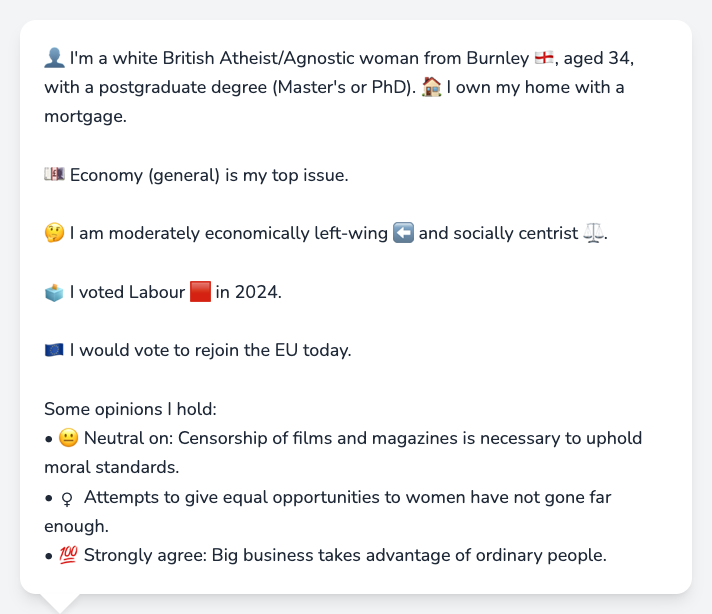 👤 I'm a white British Atheist/Agnostic woman from Burnley 🏴󠁧󠁢󠁥󠁮󠁧󠁿, aged 34,
with a postgraduate degree (Master's or PhD). 🏠 I own my home with a
mortgage.
💷 Economy (general) is my top issue.
🤔 I am moderately economically left-wing ⬅️ and socially centrist ⚖️.
🗳️ I voted Labour 🟥 in 2024.
🇪🇺 I would vote to rejoin the EU today.
Some opinions I hold:
• 😐 Neutral on: Censorship of films and magazines is necessary to uphold
moral standards.
• ♀ Attempts to give equal opportunities to women have not gone far
enough.
• 💯 Strongly agree: Big business takes advantage of ordinary people.